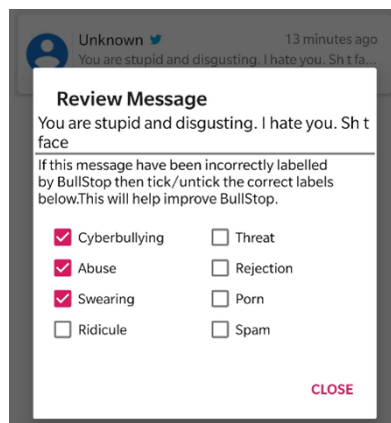 Unknown
13 minutes ago
You are stupid and disgusting. I hate you. Sh t fa...
Review Message
You are stupid and disgusting. I hate you. Sh t
face
If this message have been incorrectly labelled
by BullStop then tick/untick the correct labels
below.This will help improve BullStop.
Cyberbullying
Threat
Abuse
Rejection
Swearing
Porn
Ridicule
Spam
CLOSE